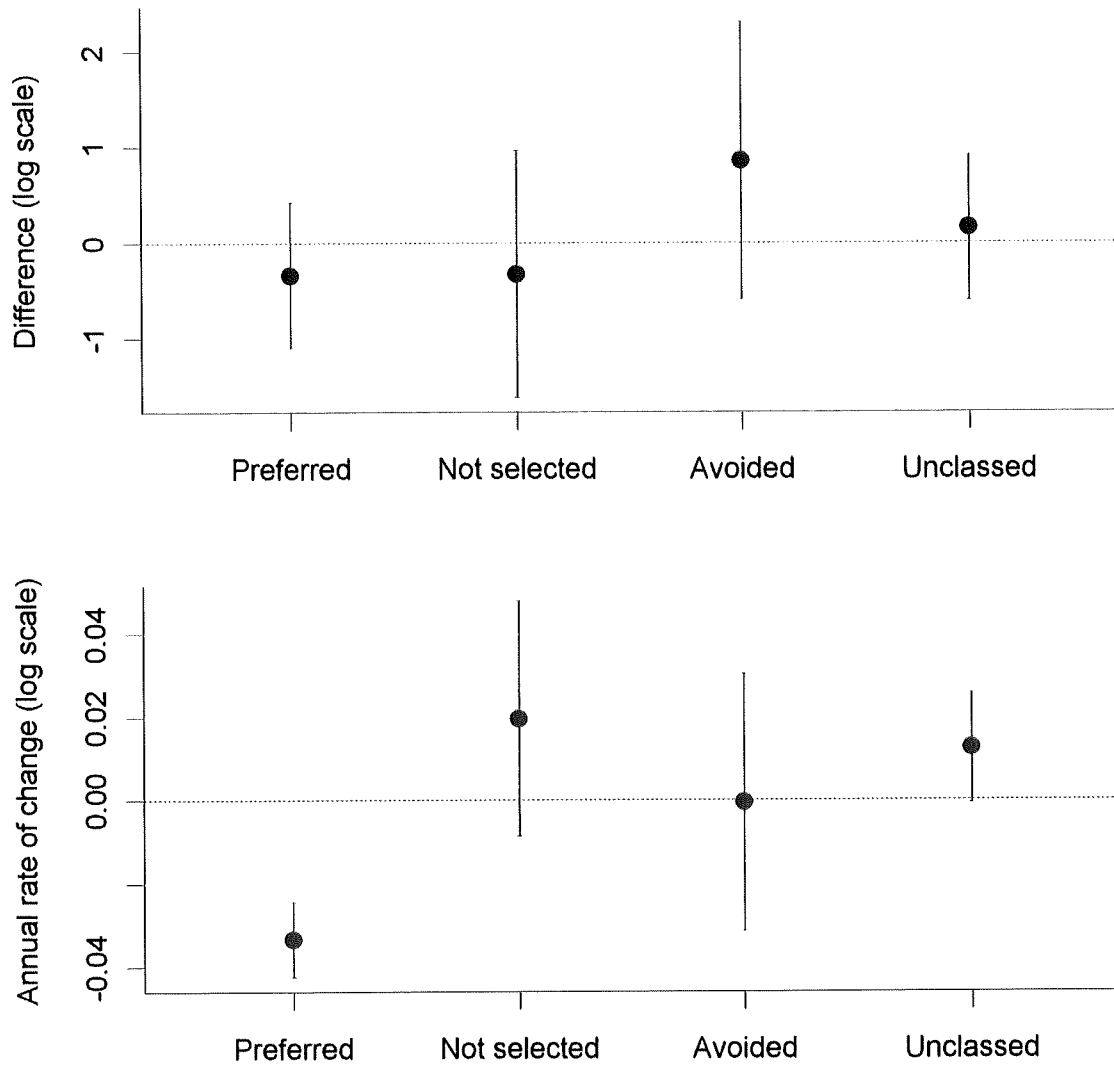 Difference (log scale)
2
1
0
-1
Preferred Not selected Avoided Unclassed
Annual rate of change (log scale)
0.04
0.02
0.00
-0.04
Preferred Not selected Avoided Unclassed